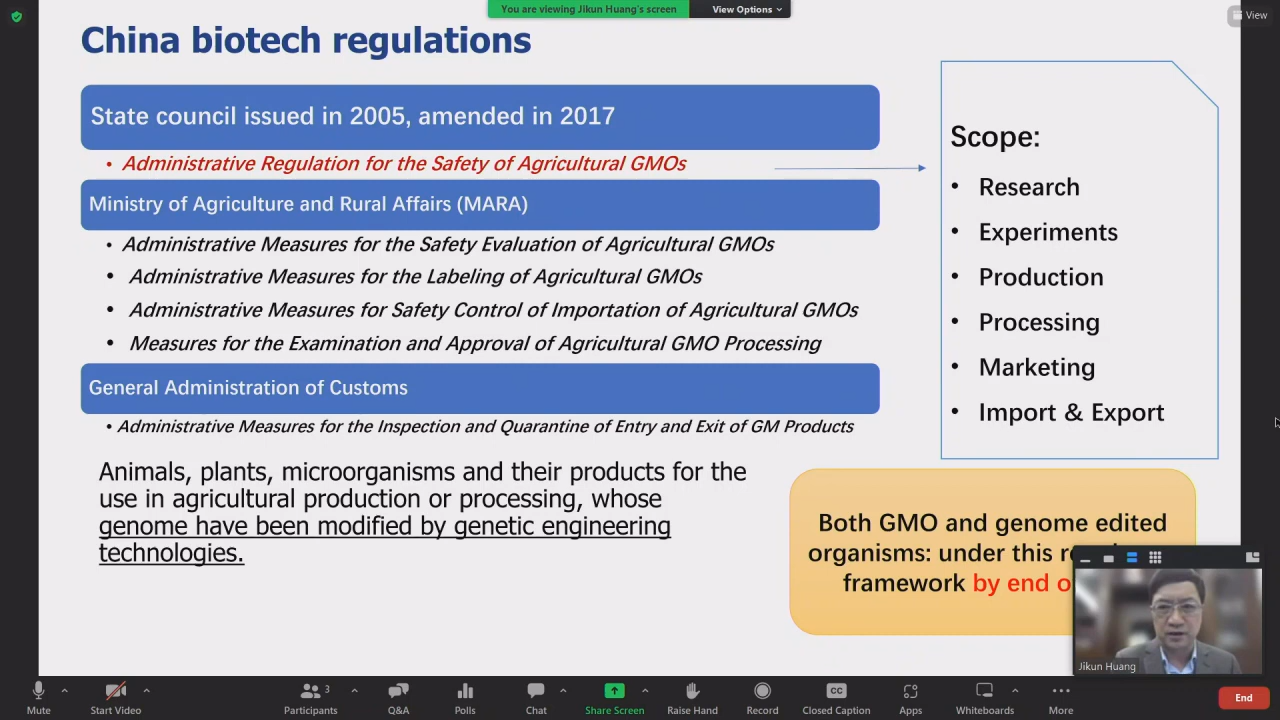 You are viewing Jikun Huang's screen
View Options
View
China biotech regulations
State council issued in 2005, amended in 2017
• Administrative Regulation for the Safety of Agricultural GMOs
Ministry of Agriculture and Rural Affairs (MARA)
• Administrative Measures for the Safety Evaluation of Agricultural GMOs
• Administrative Measures for the Labeling of Agricultural GMOs
• Administrative Measures for Safety Control of Importation of Agricultural GMOs
• Measures for the Examination and Approval of Agricultural GMO Processing
General Administration of Customs
• Administrative Measures for the Inspection and Quarantine of Entry and Exit of GM Products
Animals, plants, microorganisms and their products for the
use in agricultural production or processing, whose
genome have been modified by genetic engineering
technologies.
Scope:
• Research
• Experiments
• Production
• Processing
• Marketing
• Import & Export
Both GMO and genome edited
organisms: under this
framework by end
Jikun Huang
Mute
Start Video
3
Participants
Q&A
Polls
Chat
Share Screen
Raise Hand
Record
CC
Closed Caption
Apps
Whiteboards
More
End